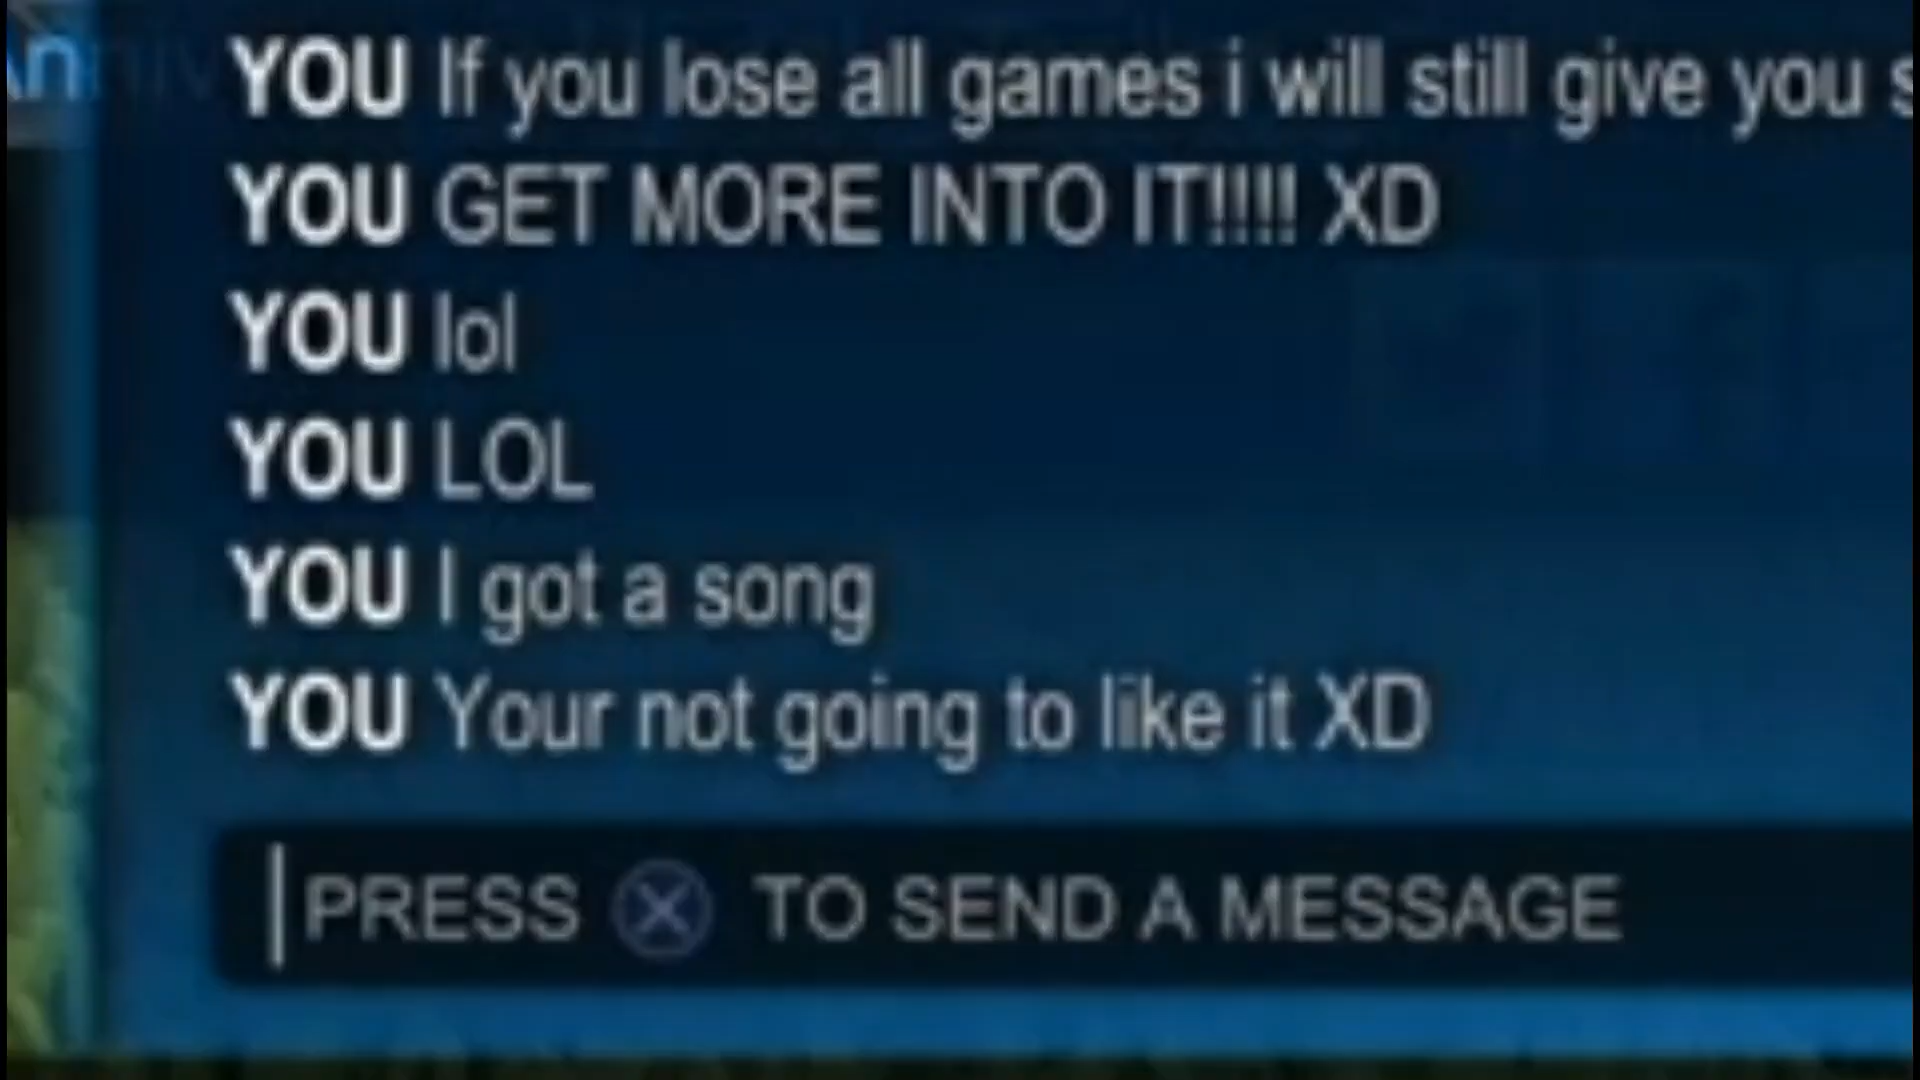 YOU If you lose all games i will still give you
YOU GET MORE INTO IT!!!! XD
YOU lol
YOU LOL
YOU I got a song
YOU Your not going to like it XD
PRESS TO SEND A MESSAGE